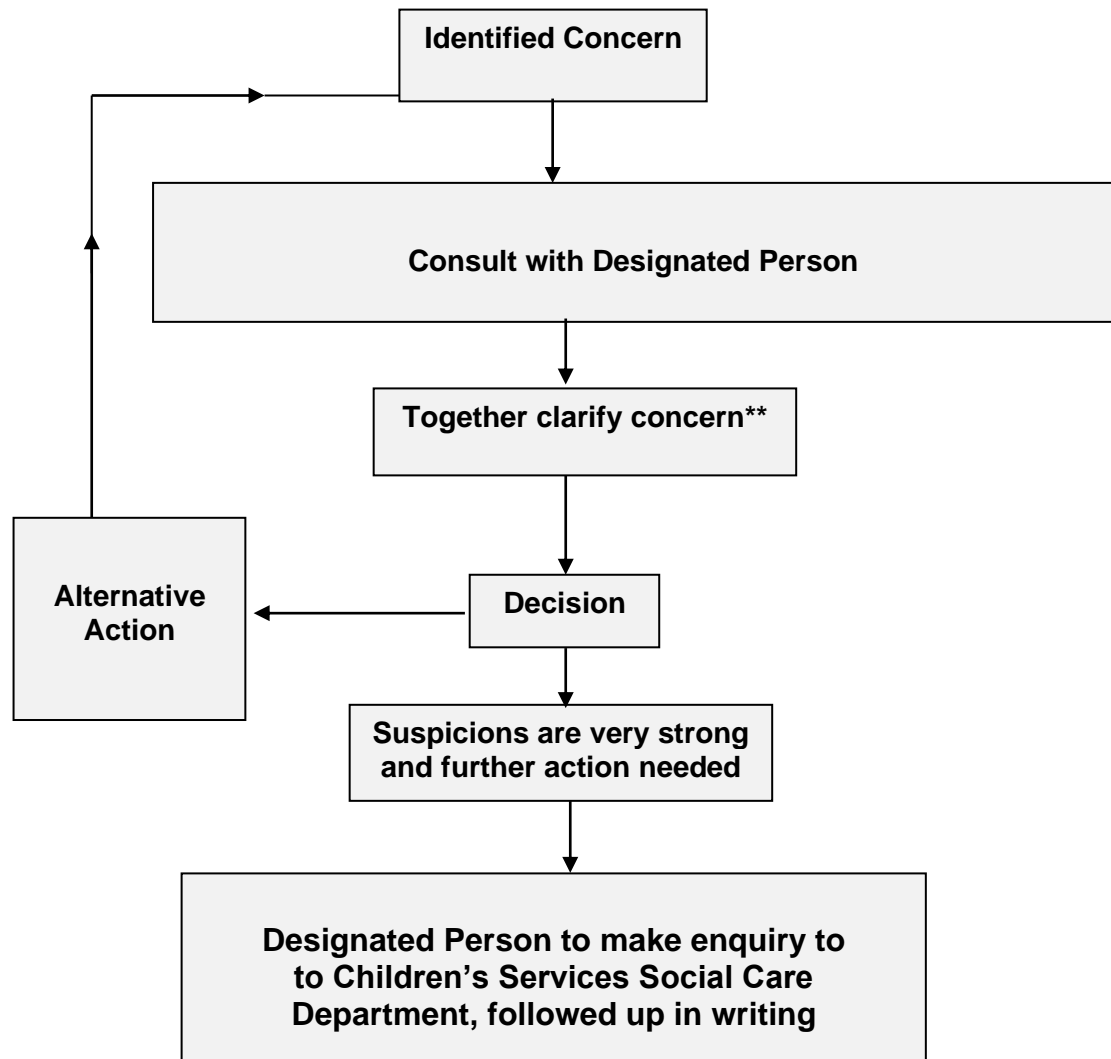 Identified Concern
Consult with Designated Person
Together clarify concern**
Alternative
Action
Decision
Suspicions are very strong
and further action needed
Designated Person to make enquiry to
to Children’s Services Social Care
Department, followed up in writing